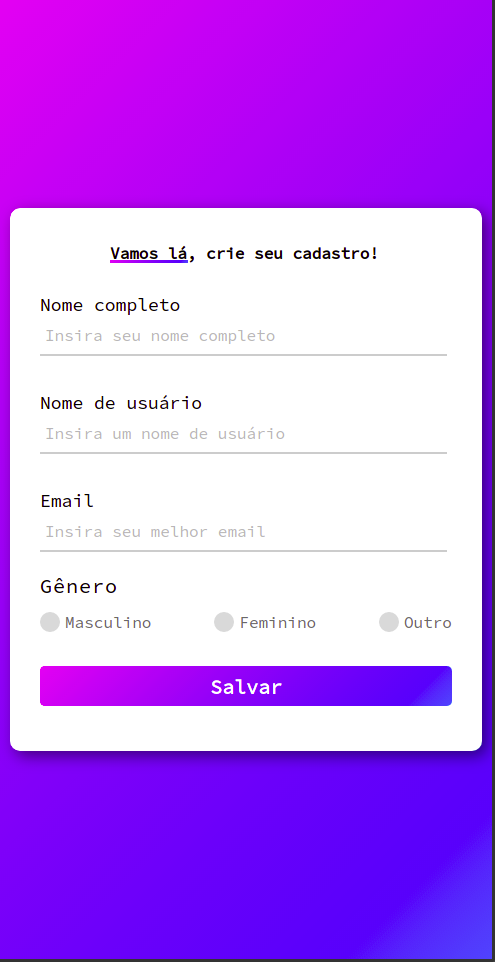 Vamos lá, crie seu cadastro!
Nome completo
Insira seu nome completo
Nome de usuário
Insira um nome de usuário
Email
Insira seu melhor email
Gênero
Masculino Feminino Outro
Salvar